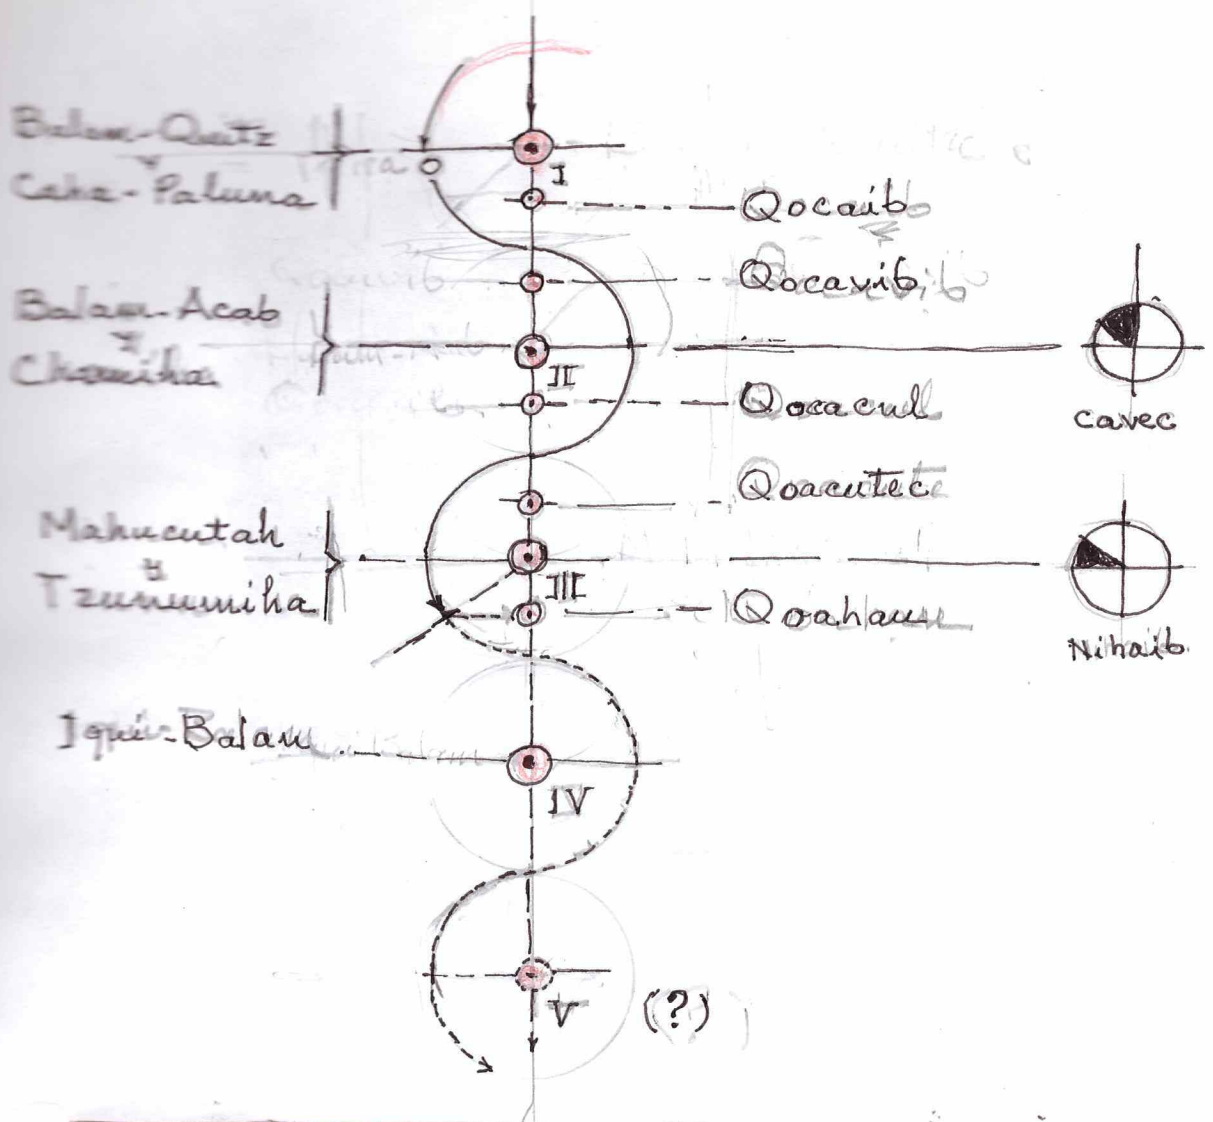 Balam-Quitz
y
Caha-Paluna
I
Qocaib
Qocavib
Balam-Acab
y
Chomiha
II
Qocacul
cavec
Qoacutec
Mahucutah
y
Tzunumiha
III
Qoahau
Nihaib
Iqui-Balam
IV
V
(?)